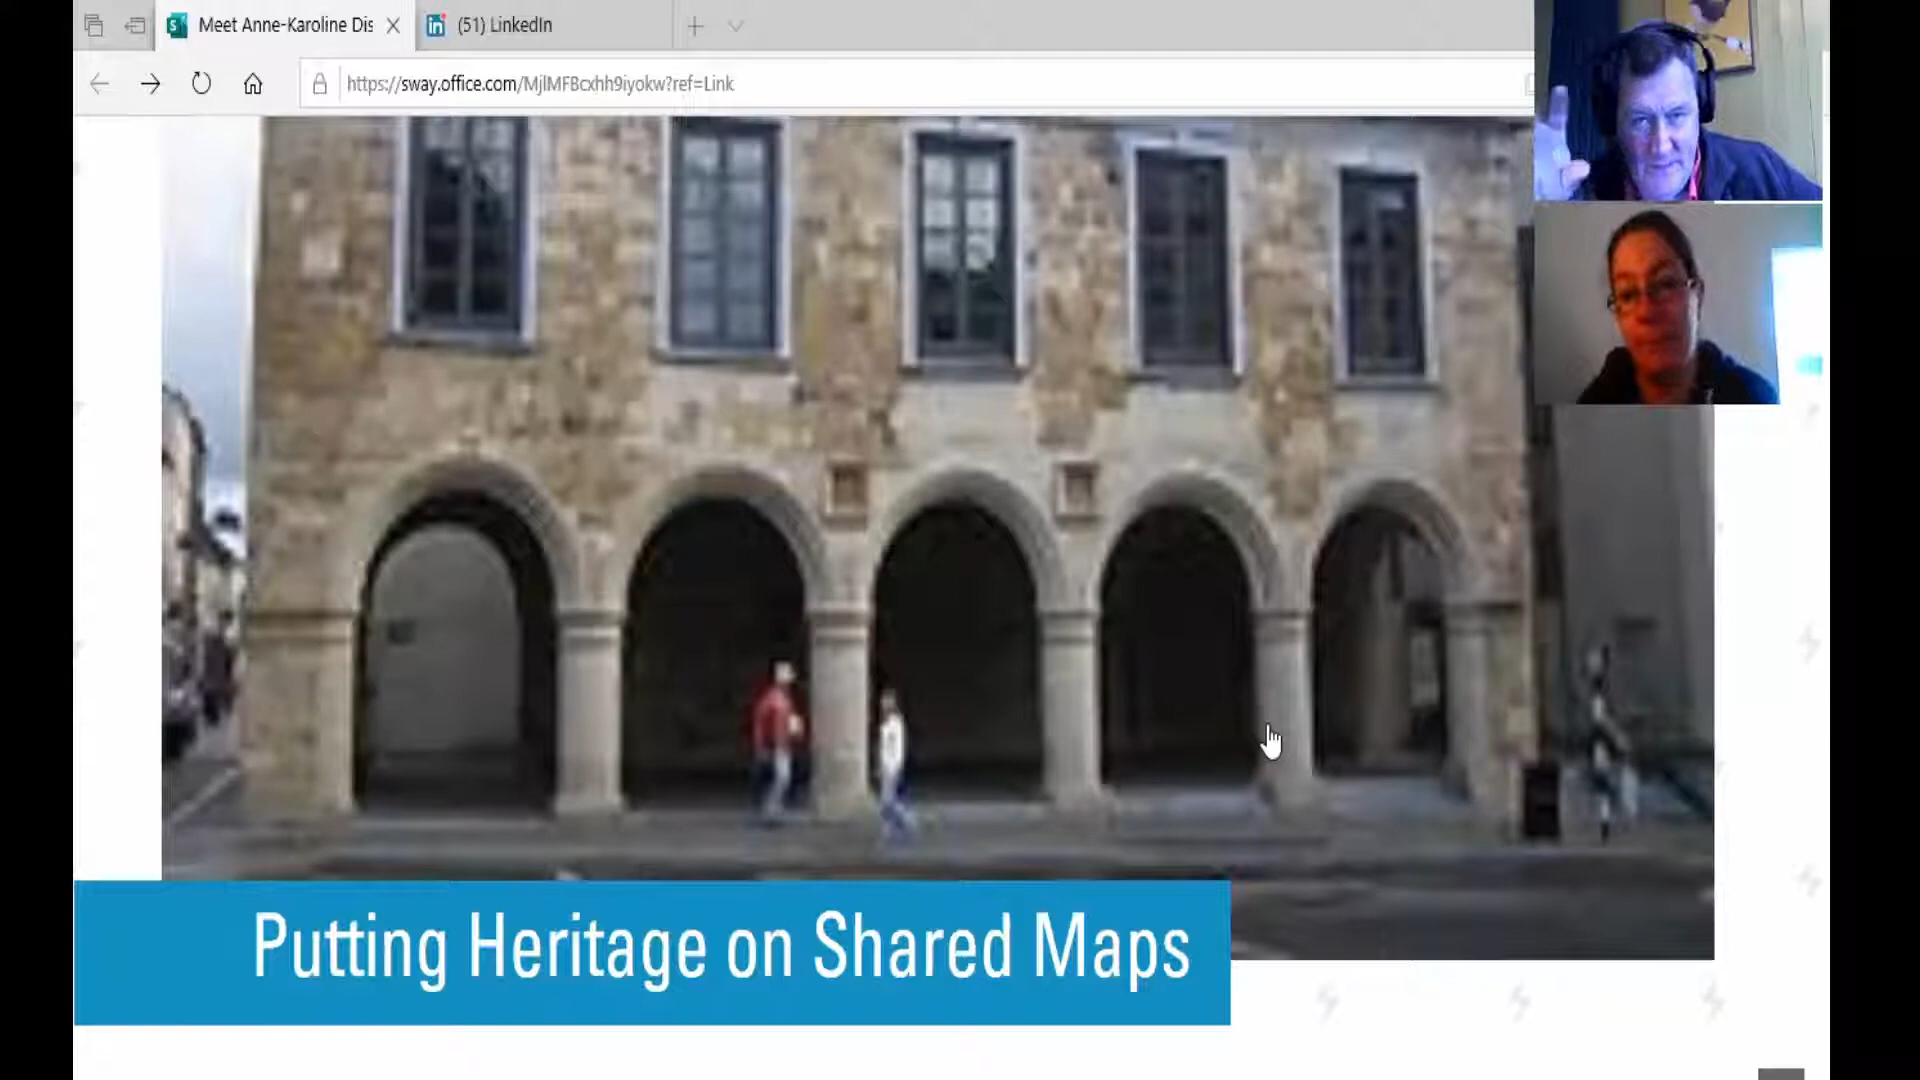 Meet Anne-Karoline Dis
(51) LinkedIn
https://sway.office.com/MjlMFBcxhh9iyokw?ref=Link
Putting Heritage on Shared Maps